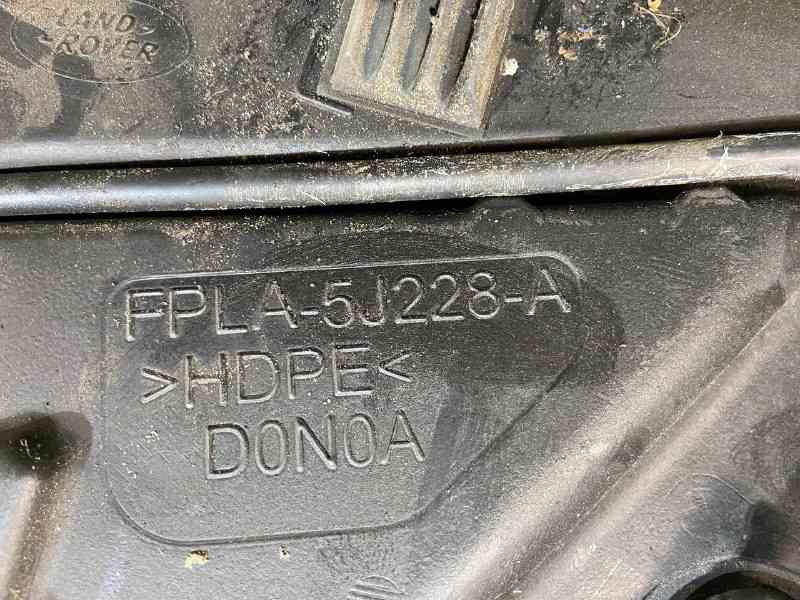 LAND
ROVER
FPLA-5J228-A
>HDPE<
D0N0A